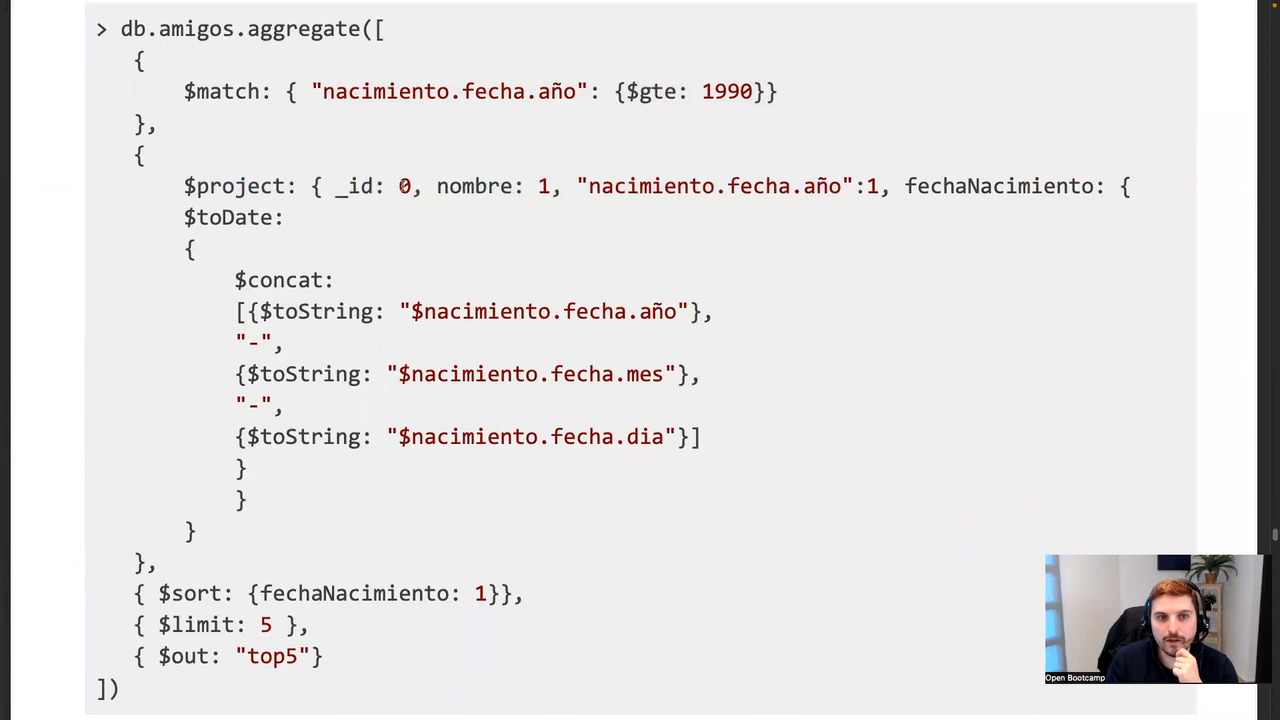 > db.amigos.aggregate([
{
$match: { "nacimiento.fecha.año": {$gte: 1990}}
},
{
$project: { _id: 0, nombre: 1, "nacimiento.fecha.año":1, fechaNacimiento: {
$toDate:
{
$concat:
[{$toString: "$nacimiento.fecha.año"},
"-",
{$toString: "$nacimiento.fecha.mes"},
"-",
{$toString: "$nacimiento.fecha.dia"}]
}
}
}
},
{ $sort: {fechaNacimiento: 1}},
{ $limit: 5 },
{ $out: "top5"}
])
Open Bootcamp